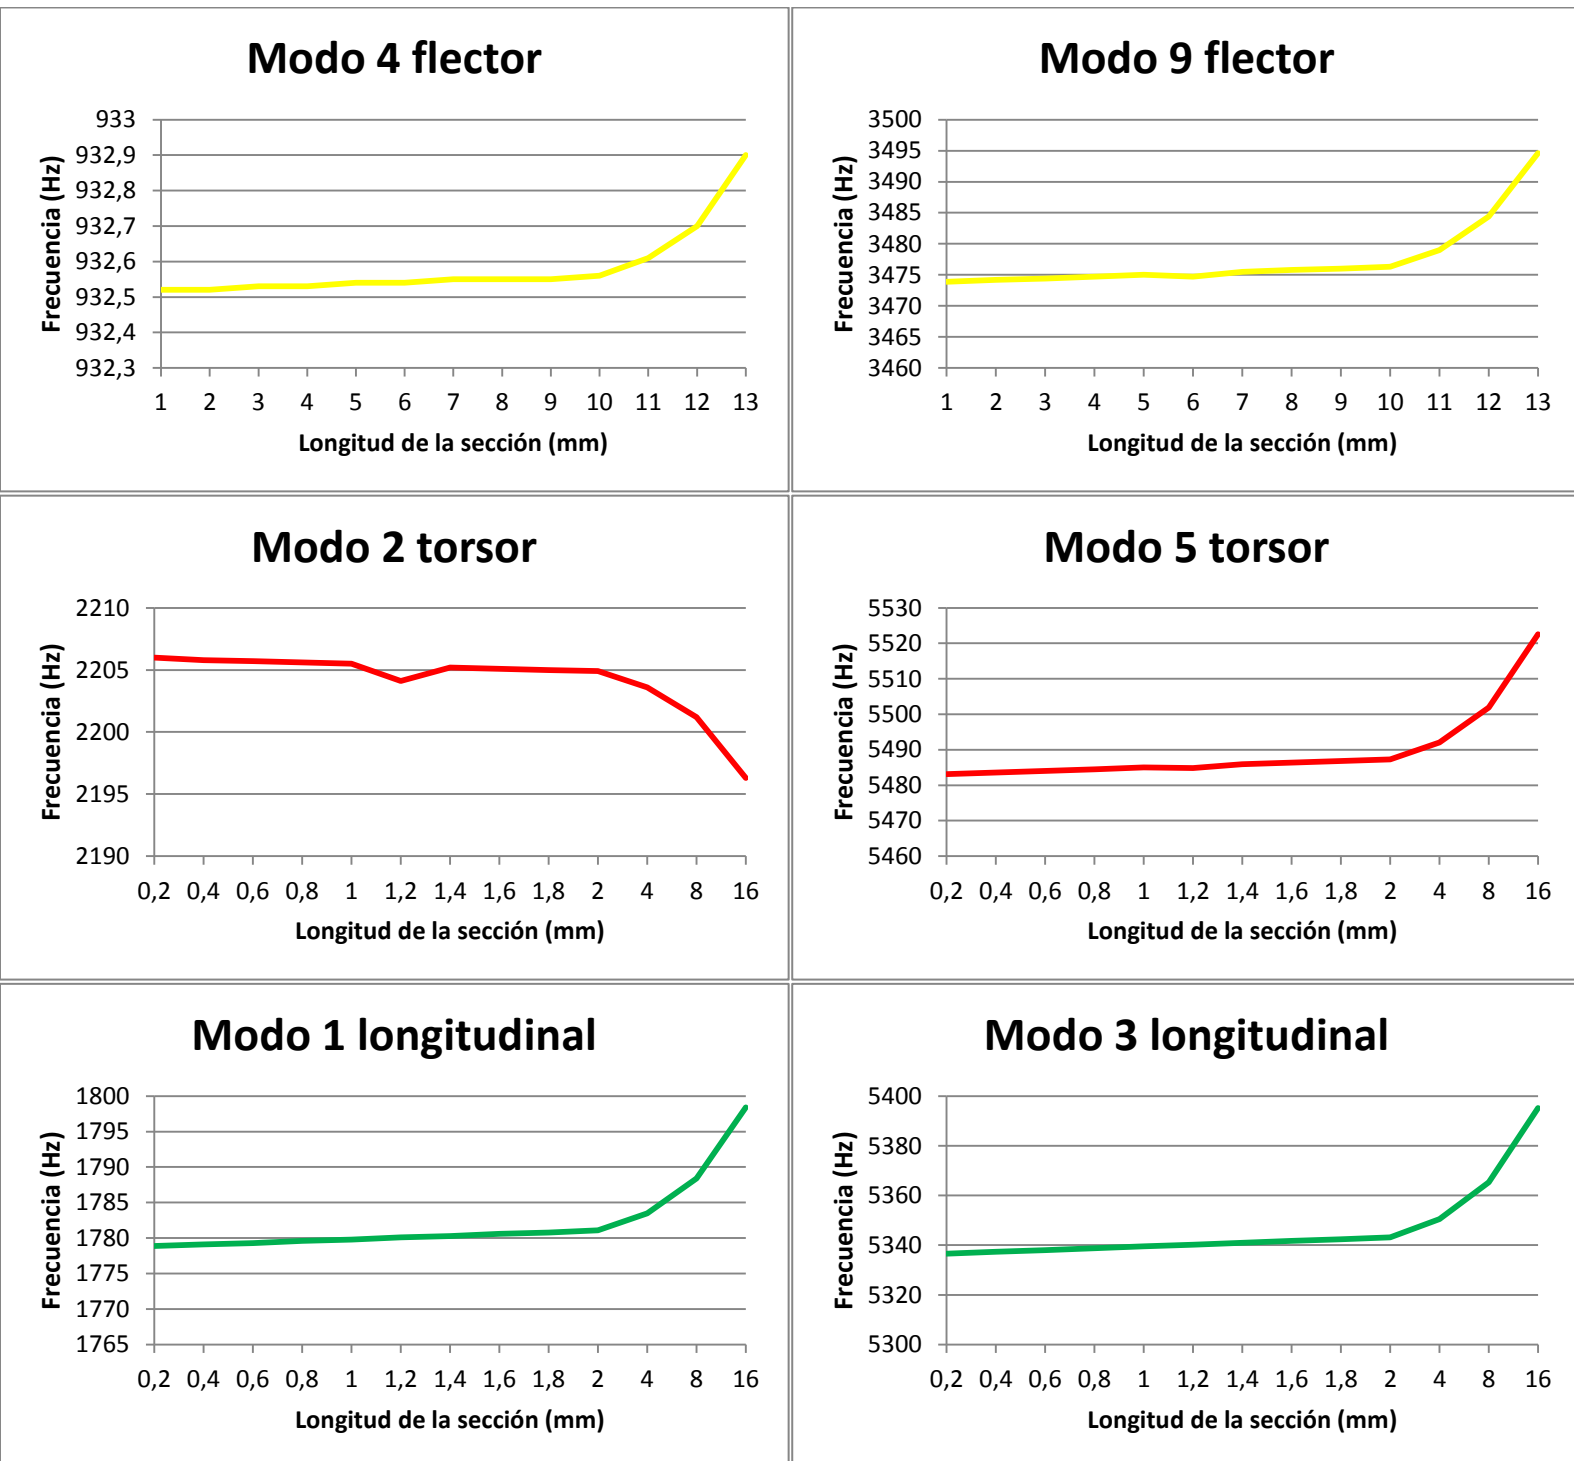 Modo 4 flector
Frecuencia (Hz)
933
932,9
932,8
932,7
932,6
932,5
932,4
932,3
1 2 3 4 5 6 7 8 9 10 11 12 13
Longitud de la sección (mm)
Modo 9 flector
Frecuencia (Hz)
3500
3495
3490
3485
3480
3475
3470
3465
3460
1 2 3 4 5 6 7 8 9 10 11 12 13
Longitud de la sección (mm)
Modo 2 torsor
Frecuencia (Hz)
2210
2205
2200
2195
2190
0,2 0,4 0,6 0,8 1 1,2 1,4 1,6 1,8 2 4 8 16
Longitud de la sección (mm)
Modo 5 torsor
Frecuencia (Hz)
5530
5520
5510
5500
5490
5480
5470
5460
0,2 0,4 0,6 0,8 1 1,2 1,4 1,6 1,8 2 4 8 16
Longitud de la sección (mm)
Modo 1 longitudinal
Frecuencia (Hz)
1800
1795
1790
1785
1780
1775
1770
1765
0,2 0,4 0,6 0,8 1 1,2 1,4 1,6 1,8 2 4 8 16
Longitud de la sección (mm)
Modo 3 longitudinal
Frecuencia (Hz)
5400
5380
5360
5340
5320
5300
0,2 0,4 0,6 0,8 1 1,2 1,4 1,6 1,8 2 4 8 16
Longitud de la sección (mm)